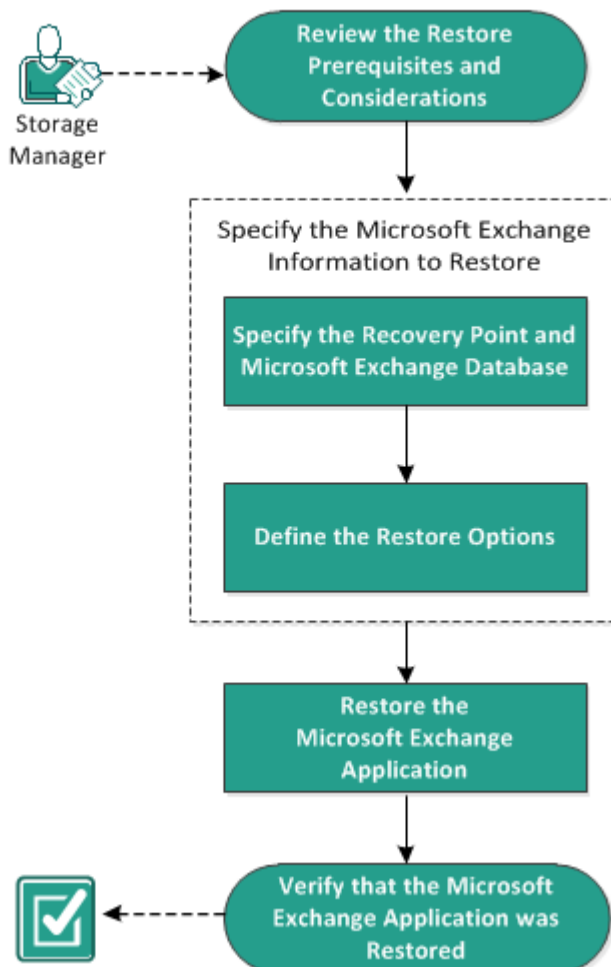 Storage
Manager
Review the Restore
Prerequisites and
Considerations
Specify the Microsoft Exchange
Information to Restore
Specify the Recovery Point and
Microsoft Exchange Database
Define the Restore Options
Restore the
Microsoft Exchange
Application
Verify that the Microsoft
Exchange Application was
Restored